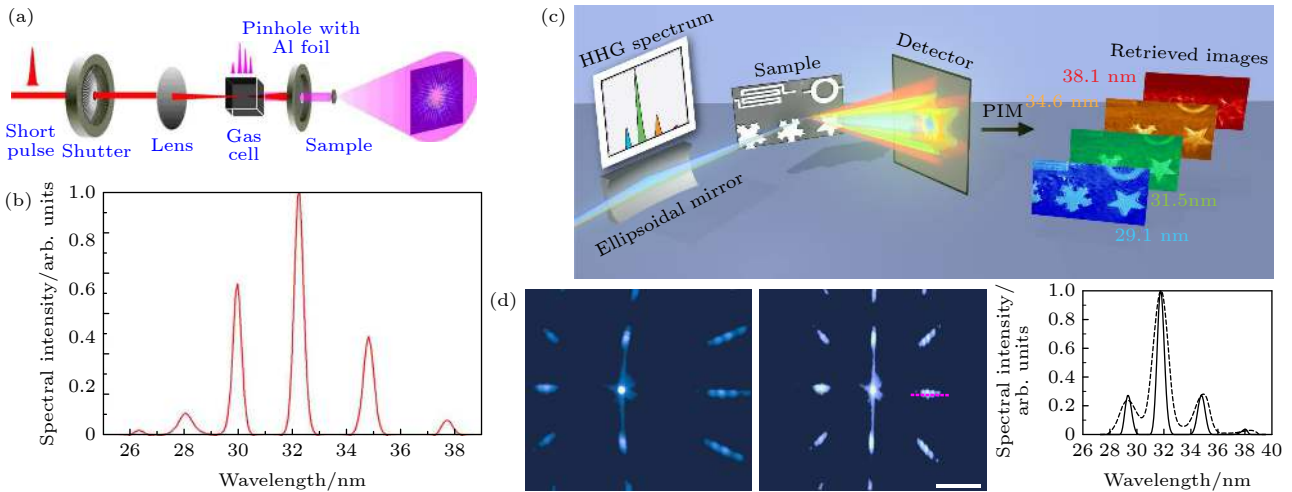 (a)
Pinhole with
Al foil
Short
pulse
Shutter
Lens
Gas
cell
Sample
(b)
Spectral intensity/arb. units
1.0
0.8
0.6
0.4
0.2
0
26
28
30
32
34
36
38
Wavelength/nm
(c)
HHG spectrum
Sample
Detector
Retrieved images
38.1 nm
34.6 nm
PIM
31.5nm
29.1 nm
Ellipsoidal mirror
(d)
Spectral intensity/
arb. units
1.0
0.8
0.6
0.4
0.2
0
26
28
30
32
34
36
38
40
Wavelength/nm